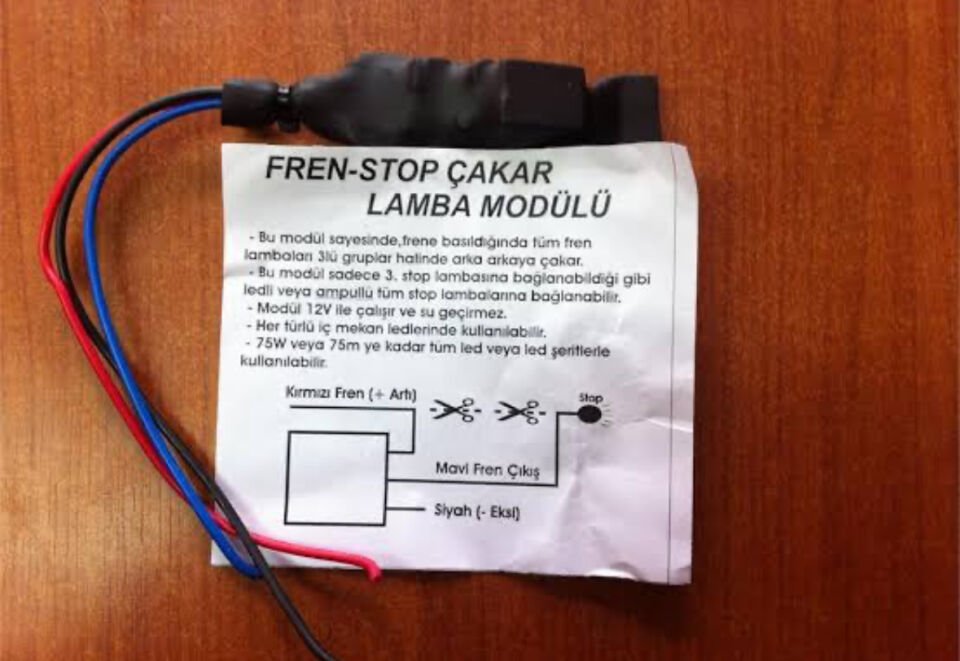 FREN-STOP ÇAKAR
LAMBA MODÜLÜ
- Bu modül sayesinde,frene basıldığında tüm fren
lambaları 3lü gruplar halinde arka arkaya çakar.
- Bu modül sadece 3. stop lambasına bağlanabildiği gibi
ledli veya ampullü tüm stop lambalarına bağlanabilir.
- Modül 12V ile çalışır ve su geçirmez.
- Her türlü iç mekan ledlerinde kullanılabilir.
- 75W veya 75m ye kadar tüm led veya led şeritlerle
kullanılabilir.
Kırmızı Fren (+ Artı)
Stop
Mavi Fren Çıkış
Siyah (- Eksi)